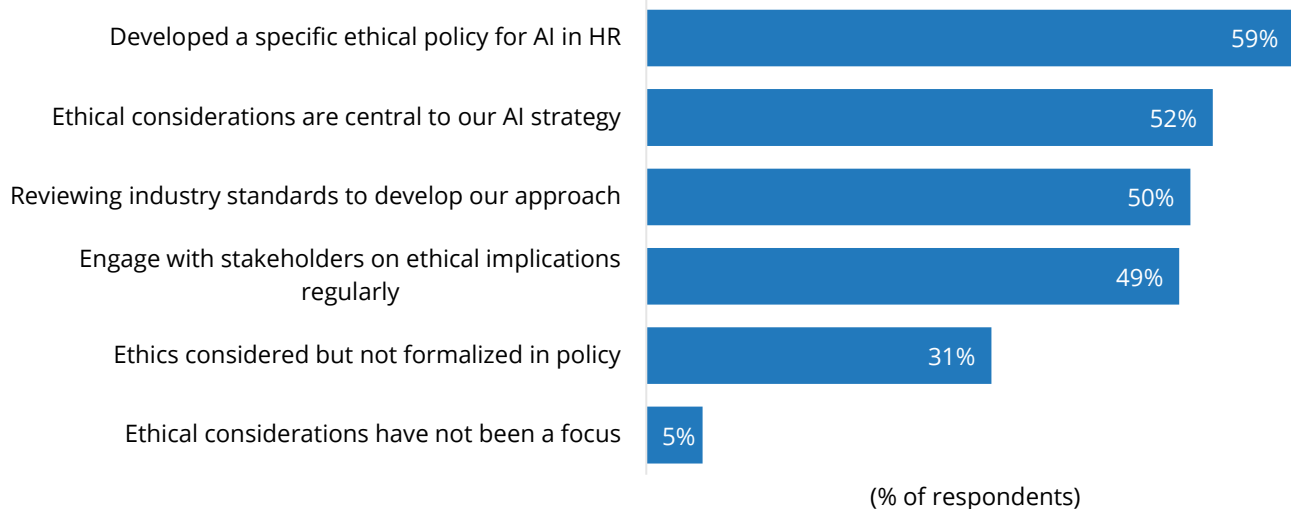 Developed a specific ethical policy for AI in HR
59%
Ethical considerations are central to our AI strategy
52%
Reviewing industry standards to develop our approach
50%
Engage with stakeholders on ethical implications
regularly
49%
Ethics considered but not formalized in policy
31%
Ethical considerations have not been a focus
5%
(% of respondents)